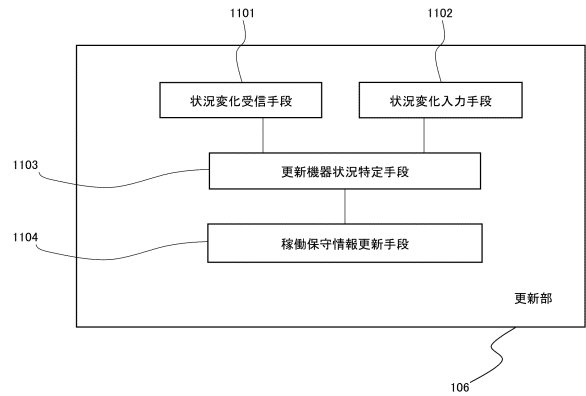 1101
1102
状況変化受信手段
状況変化入力手段
1103
更新機器状況特定手段
1104
稼働保守情報更新手段
更新部
106